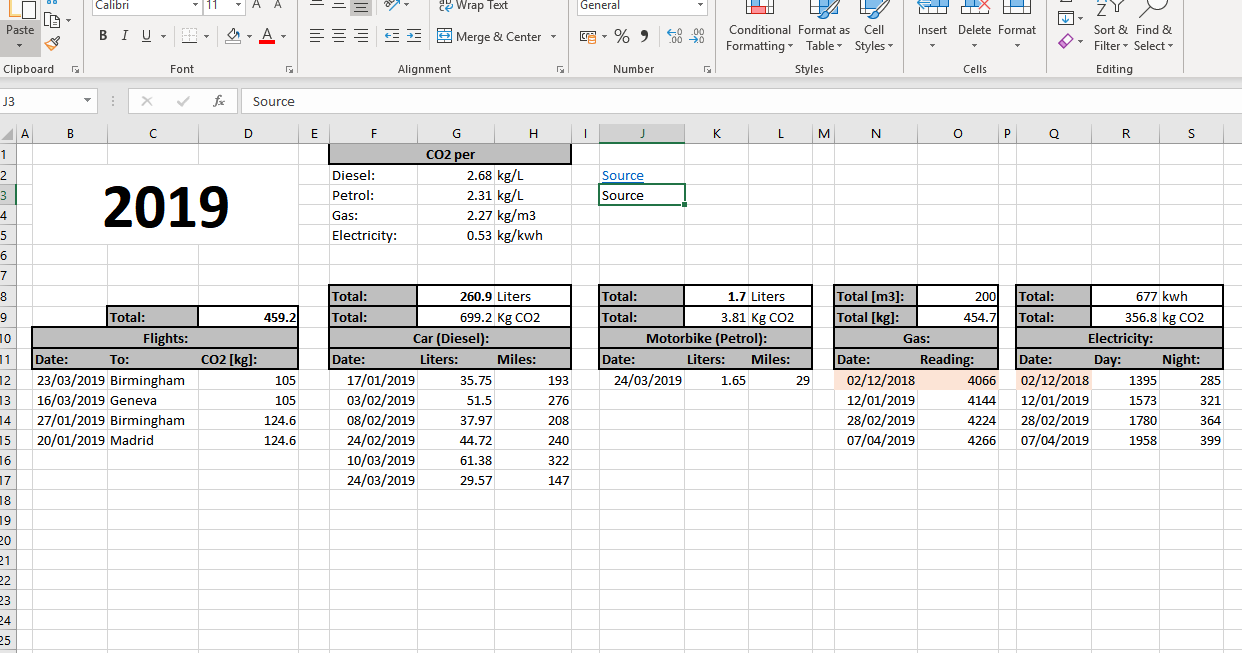 Calibri 11 A A Wrap Text General
Paste B I U A Merge & Center % Conditional Formatting Format as Table Cell Styles Insert Delete Format Sort & Filter Find & Select
Clipboard Font Alignment Number Styles Cells Editing
J3 fx Source
A B C D E F G H I J K L M N O P Q R S
1 CO2 per
2 Diesel: 2.68 kg/L Source
3 2019 Petrol: 2.31 kg/L Source
4 Gas: 2.27 kg/m3
5 Electricity: 0.53 kg/kwh
6
7
8 Total: 260.9 Liters Total: 1.7 Liters Total [m3]: 200 Total: 677 kwh
9 Total: 459.2 Total: 699.2 Kg CO2 Total: 3.81 Kg CO2 Total [kg]: 454.7 Total: 356.8 kg CO2
10 Flights: Car (Diesel): Motorbike (Petrol): Gas: Electricity:
11 Date: To: CO2 [kg]: Date: Liters: Miles: Date: Liters: Miles: Date: Reading: Date: Day: Night:
12 23/03/2019 Birmingham 105 17/01/2019 35.75 193 24/03/2019 1.65 29 02/12/2018 4066 02/12/2018 1395 285
13 16/03/2019 Geneva 105 03/02/2019 51.5 276 12/01/2019 4144 12/01/2019 1573 321
14 27/01/2019 Birmingham 124.6 08/02/2019 37.97 208 28/02/2019 4224 28/02/2019 1780 364
15 20/01/2019 Madrid 124.6 24/02/2019 44.72 240 07/04/2019 4266 07/04/2019 1958 399
16 10/03/2019 61.38 322
17 24/03/2019 29.57 147
18
19
20
21
22
23
24
25